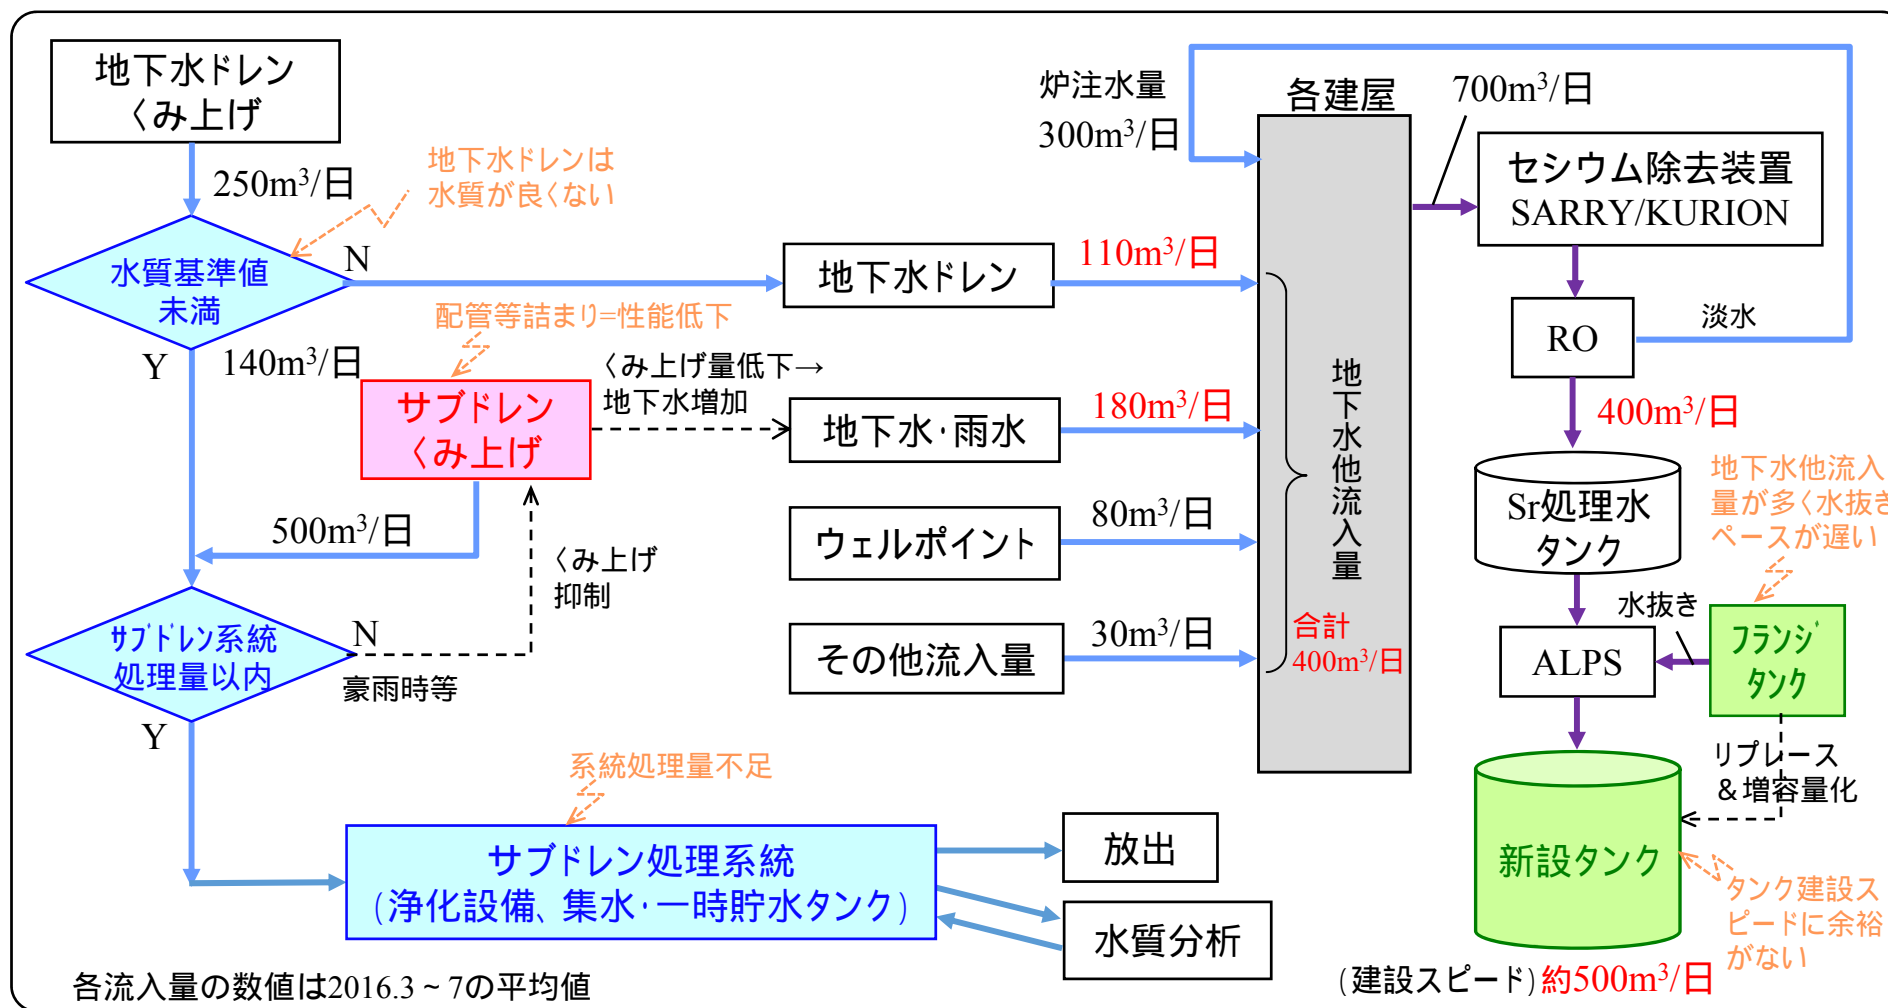 地下水ドレン
くみ上げ
250m³/日
地下水ドレンは
水質が良くない
水質基準値
未満
N
Y
140m³/日
配管等詰まり=性能低下
サブドレン
くみ上げ
くみ上げ量低下→
地下水増加
500m³/日
くみ上げ
抑制
ｻﾌﾞﾄﾞﾚﾝ系統
処理量以内
N
豪雨時等
Y
系統処理量不足
サブドレン処理系統
(浄化設備、集水・一時貯水タンク)
放出
水質分析
各流入量の数値は2016.3~7の平均値
地下水ドレン
110m³/日
地下水・雨水
180m³/日
ウェルポイント
80m³/日
その他流入量
30m³/日
炉注水量
300m³/日
各建屋
地下水他流入量
合計
400m³/日
700m³/日
セシウム除去装置
SARRY/KURION
RO
淡水
400m³/日
Sr処理水
タンク
地下水他流入
量が多く水抜き
ペースが遅い
水抜き
ALPS
ﾌﾗﾝｼﾞ
ﾀﾝｸ
リプレース
&増容量化
新設タンク
タンク建設ス
ピードに余裕
がない
(建設スピード)約500m³/日